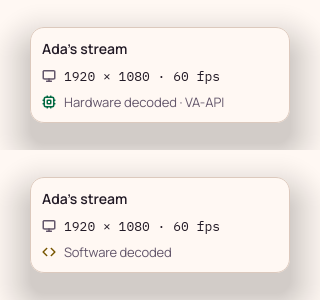 Ada's stream
1920 × 1080 · 60 fps
Hardware decoded · VA-API
Ada's stream
1920 × 1080 · 60 fps
Software decoded